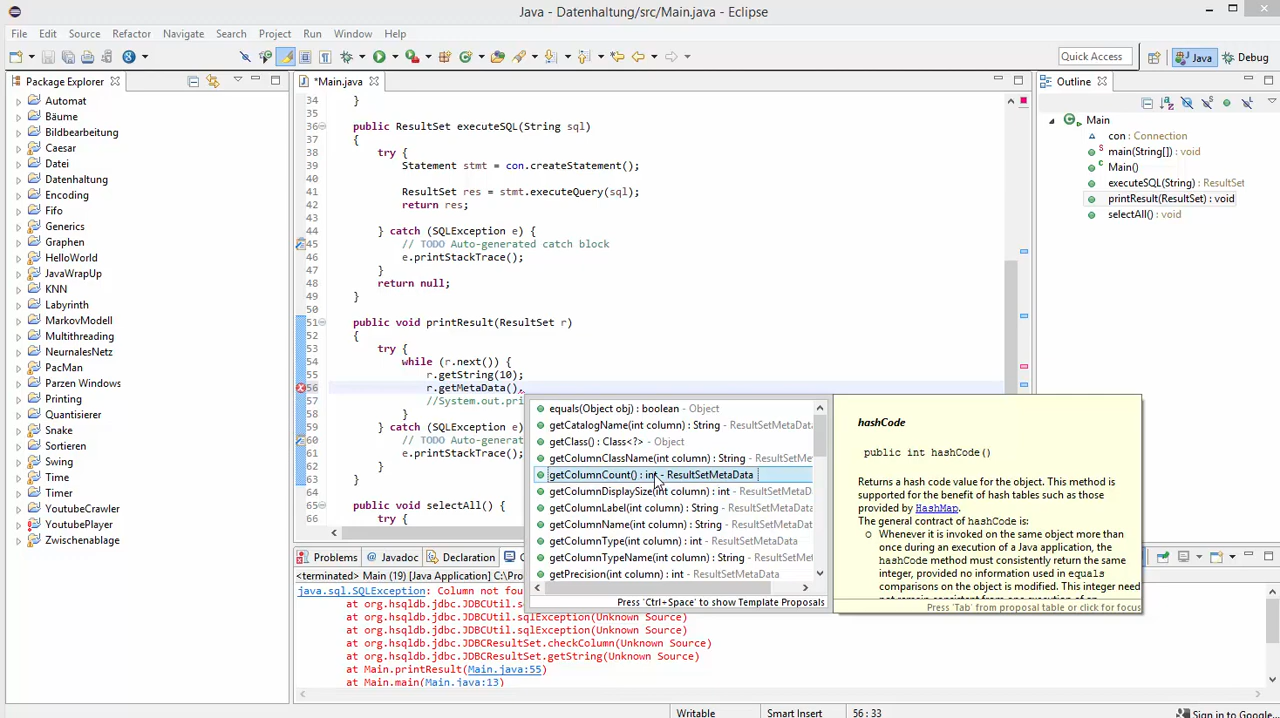 Java - Datenhaltung/src/Main.java - Eclipse
File Edit Source Refactor Navigate Search Project Run Window Help
Quick Access
Java
Debug
Package Explorer
Automat
Bäume
Bildbearbeitung
Caesar
Datei
Datenhaltung
Encoding
Fifo
Generics
Graphen
HelloWorld
JavaWrapUp
KNN
Labyrinth
MarkovModell
Multithreading
NeurnalesNetz
PacMan
Parzen Windows
Printing
Quantisierer
Snake
Sortieren
Swing
Time
Timer
YoutubeCrawler
YoutubePlayer
Zwischenablage
*Main.java
34 }
35
36 public ResultSet executeSQL(String sql)
37 {
38 try {
39 Statement stmt = con.createStatement();
40
41 ResultSet res = stmt.executeQuery(sql);
42 return res;
43
44 } catch (SQLException e) {
45 // TODO Auto-generated catch block
46 e.printStackTrace();
47 }
48 return null;
49 }
50
51 public void printResult(ResultSet r)
52 {
53 try {
54 while (r.next()) {
55 r.getString(10);
56 r.getMetaData().
57 //System.out.pri
58 }
59 } catch (SQLException e)
60 // TODO Auto-generated
61 e.printStackTrace();
62 }
63 }
65 public void selectAll() {
66 try {
equals(Object obj) : boolean - Object
getCatalogName(int column) : String - ResultSetMetaData
getClass() : Class<?> - Object
getColumnClassName(int column) : String - ResultSetMe
getColumnCount() : int - ResultSetMetaData
getColumnDisplaySize(int column) : int - ResultSetMetaD
getColumnLabel(int column) : String - ResultSetMetaDat
getColumnName(int column) : String - ResultSetMetaDat
getColumnType(int column) : int - ResultSetMetaData
getColumnTypeName(int column) : String - ResultSetMe
getPrecision(int column) : int - ResultSetMetaData
Press 'Ctrl+Space' to show Template Proposals
hashCode
public int hashCode()
Returns a hash code value for the object. This method is
supported for the benefit of hash tables such as those
provided by HashMap.
The general contract of hashCode is:
Whenever it is invoked on the same object more than
once during an execution of a Java application, the
hashCode method must consistently return the same
integer, provided no information used in equals
comparisons on the object is modified. This integer need
Press 'Tab' from proposal table or click for focus
Outline
Main
con : Connection
main(String[]) : void
Main()
executeSQL(String) : ResultSet
printResult(ResultSet) : void
selectAll() : void
Problems Javadoc Declaration
<terminated> Main (19) [Java Application] C:
java.sql.SQLException: Column not fou
at org.hsqldb.jdbc.JDBCUtil.s
at org.hsqldb.jdbc.JDBCUtil.sqlException(Unknown Source)
at org.hsqldb.jdbc.JDBCResultSet.checkColumn(Unknown Source)
at org.hsqldb.jdbc.JDBCResultSet.getString(Unknown Source)
at Main.printResult(Main.java:55)
at Main.main(Main.java:13)
Writable Smart Insert 56 : 33 Sign in to Google...